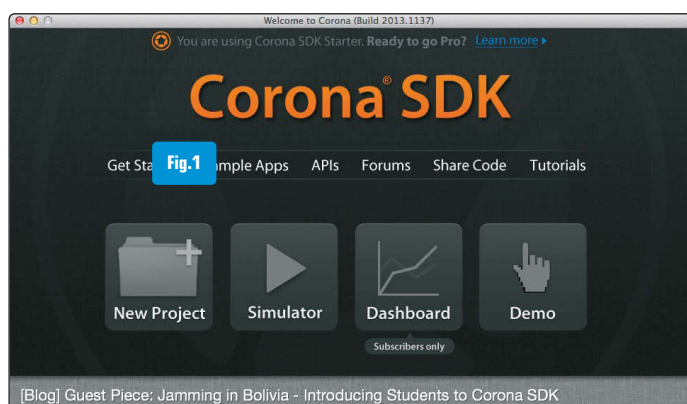 Welcome to Corona (Build 2013.1137)
You are using Corona SDK Starter. Ready to go Pro? Learn more
Corona® SDK
Get Sta Fig.1 mple Apps APIs Forums Share Code Tutorials
New Project Simulator Dashboard Demo
Subscribers only
[Blog] Guest Piece: Jamming in Bolivia - Introducing Students to Corona SDK